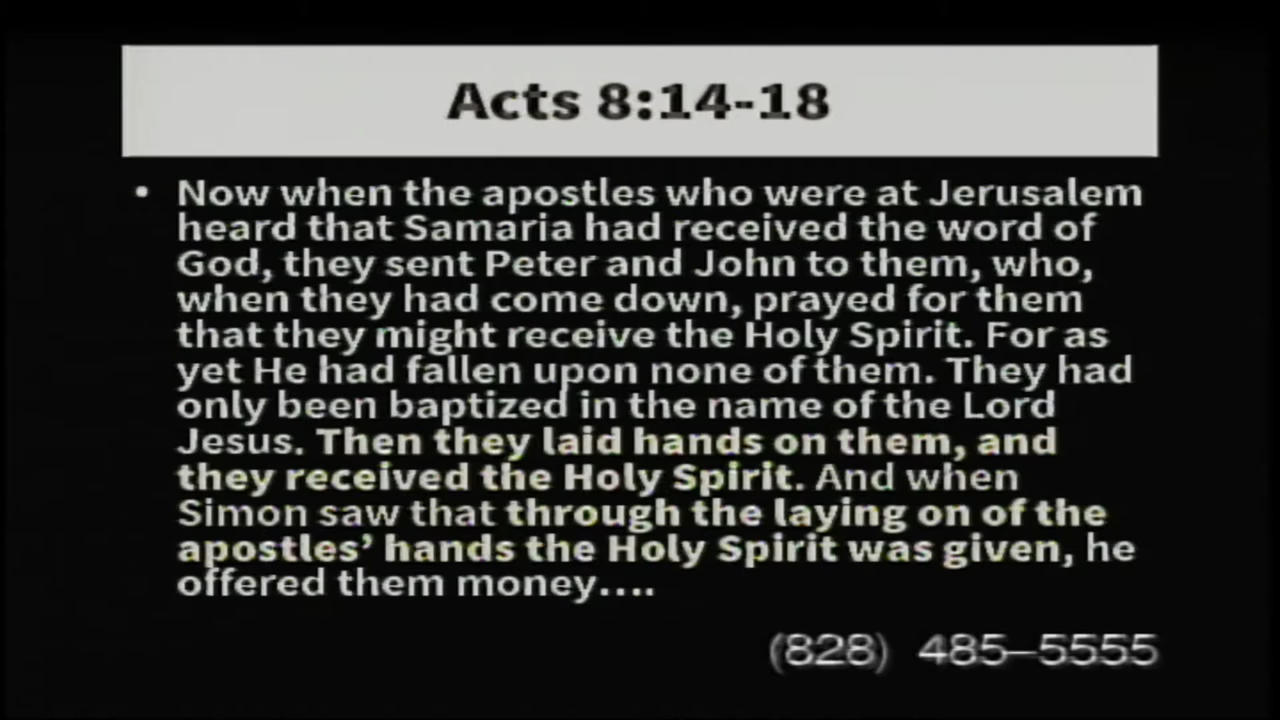 Acts 8:14-18
• Now when the apostles who were at Jerusalem
heard that Samaria had received the word of
God, they sent Peter and John to them, who,
when they had come down, prayed for them
that they might receive the Holy Spirit. For as
yet He had fallen upon none of them. They had
only been baptized in the name of the Lord
Jesus. Then they laid hands on them, and
they received the Holy Spirit. And when
Simon saw that through the laying on of the
apostles’ hands the Holy Spirit was given, he
offered them money….
(828) 485–5555